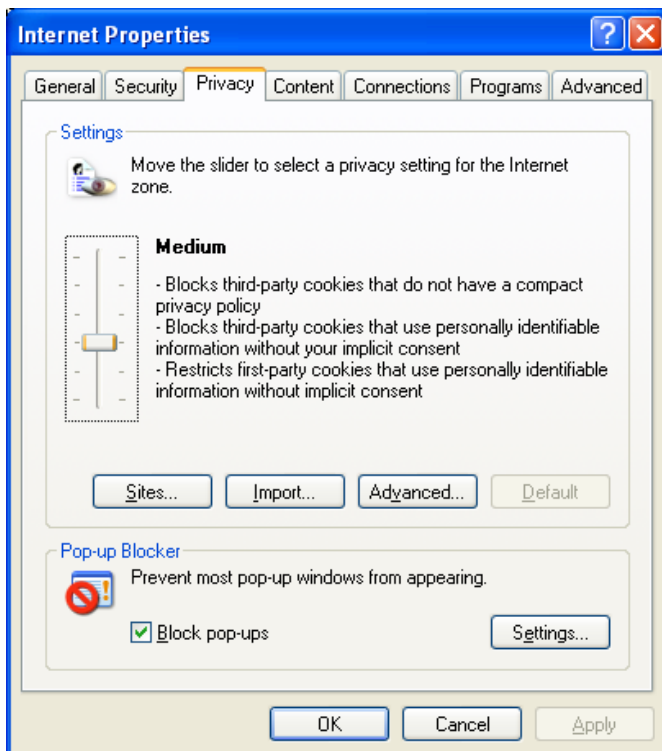 Internet Properties
General Security Privacy Content Connections Programs Advanced
Settings
Move the slider to select a privacy setting for the Internet
zone.
Medium
- Blocks third-party cookies that do not have a compact
privacy policy
- Blocks third-party cookies that use personally identifiable
information without your implicit consent
- Restricts first-party cookies that use personally identifiable
information without implicit consent
Sites... Import... Advanced... Default
Pop-up Blocker
Prevent most pop-up windows from appearing.
Block pop-ups Settings...
OK Cancel Apply